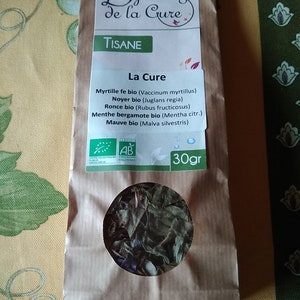 de la Cure
TISANE
La Cure
Myrtille fe bio (Vaccinum myrtillus)
Noyer bio (Juglans regia)
Ronce bio (Rubus fructicosus)
Menthe bergamote bio (Mentha citr.)
Mauve bio (Malva silvestris)
AB
30gr